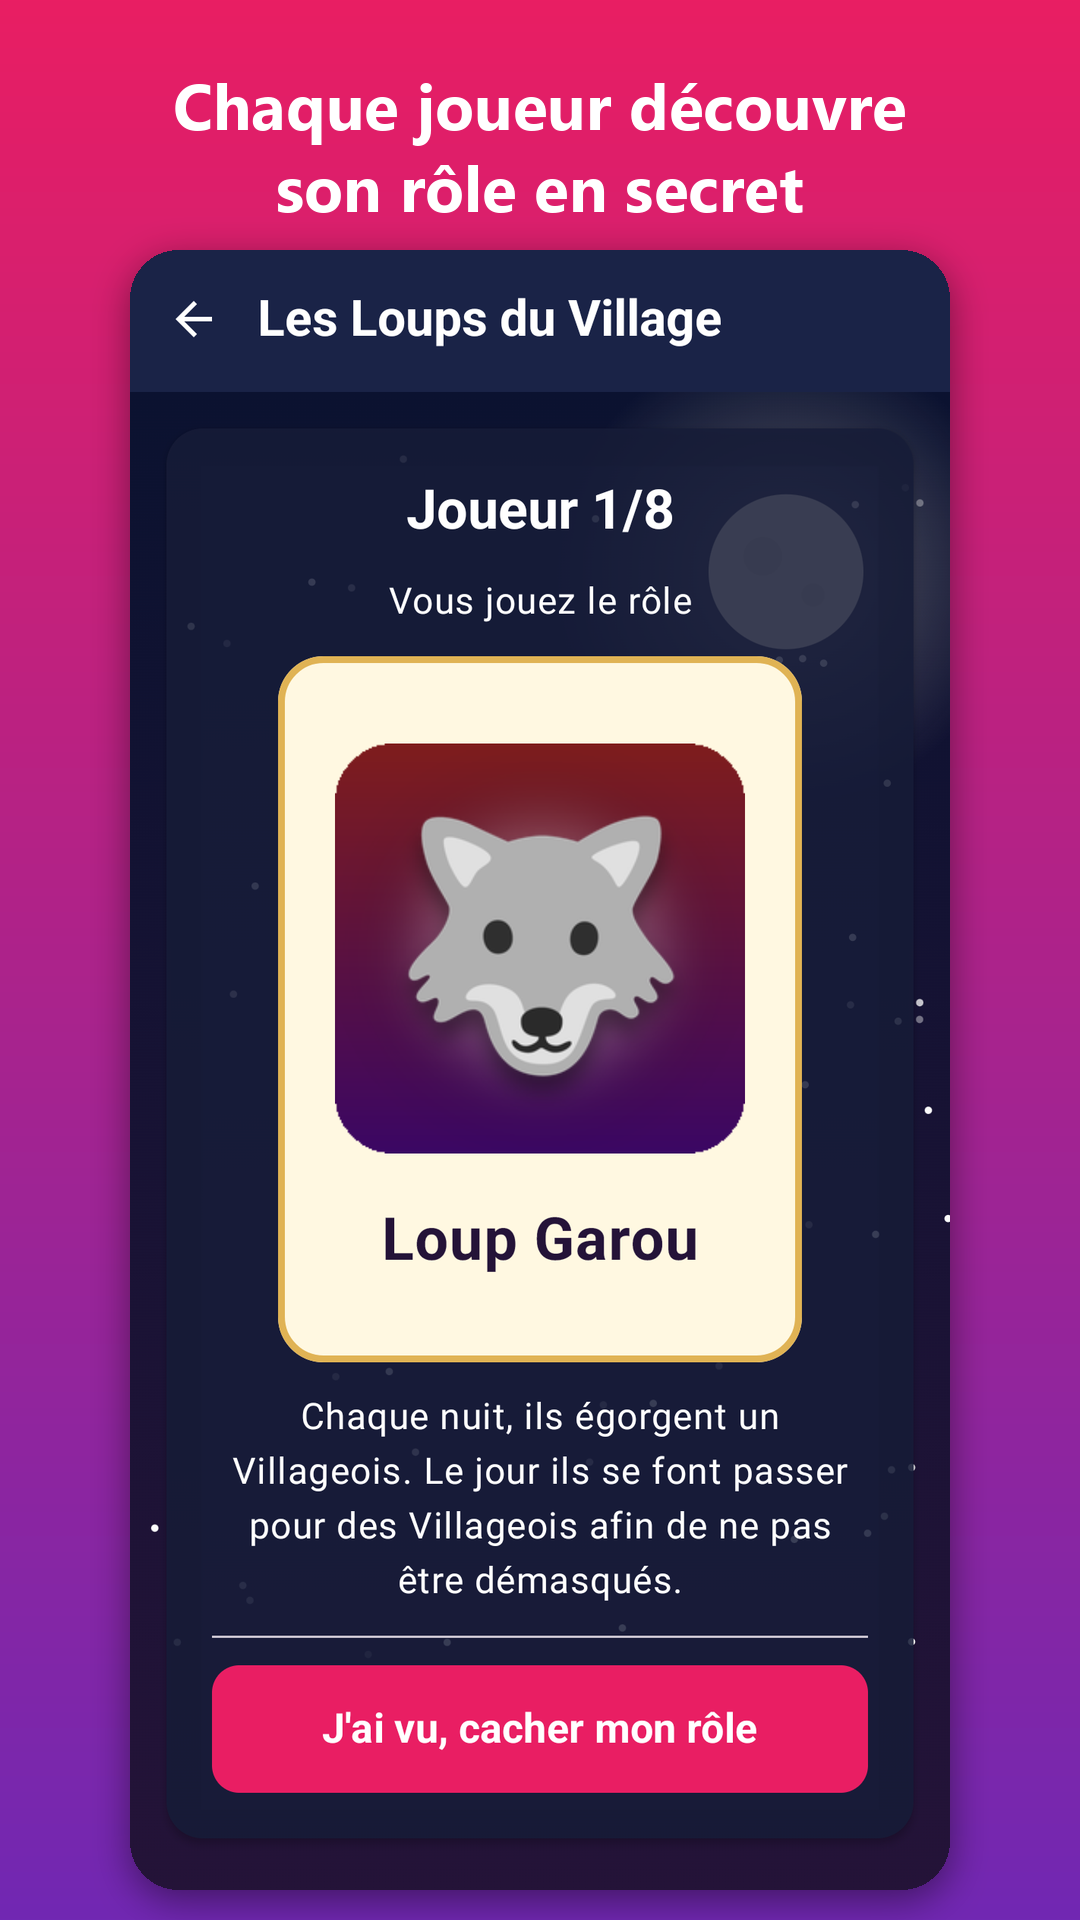 Chaque joueur découvre
son rôle en secret
Les Loups du Village
Joueur 1/8
Vous jouez le rôle
Loup Garou
Chaque nuit, ils égorgent un
Villageois. Le jour ils se font passer
pour des Villageois afin de ne pas
être démasqués.
J'ai vu, cacher mon rôle